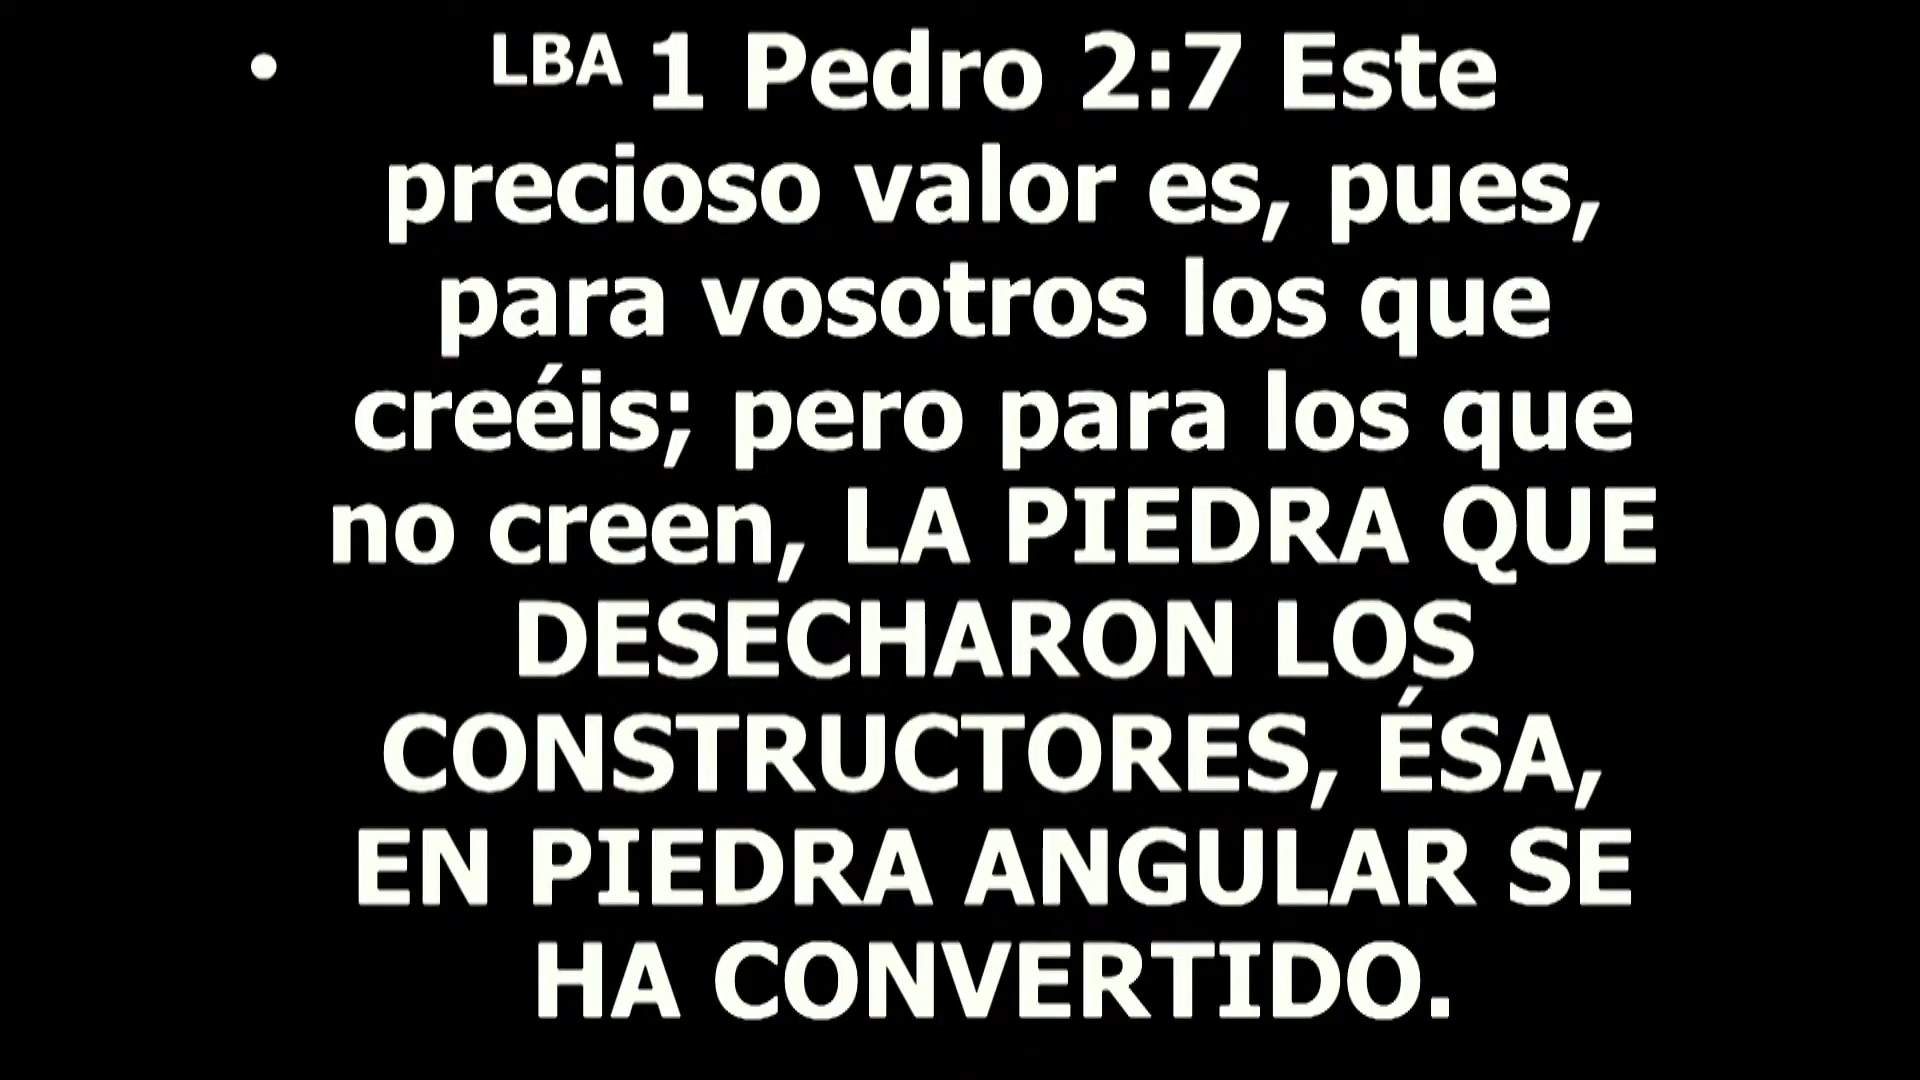 • LBA 1 Pedro 2:7 Este
precioso valor es, pues,
para vosotros los que
creéis; pero para los que
no creen, LA PIEDRA QUE
DESECHARON LOS
CONSTRUCTORES, ÉSA,
EN PIEDRA ANGULAR SE
HA CONVERTIDO.